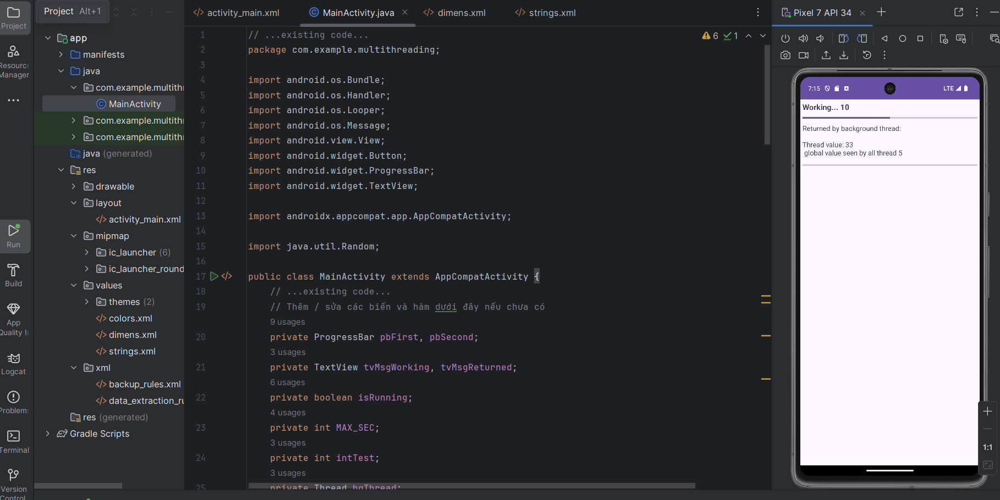 Project Alt+1
activity_main.xml
MainActivity.java
dimens.xml
strings.xml
Pixel 7 API 34
Project
Resourc
Manager
Run
Build
App
Quality I
Logcat
Problem
Terminal
Version
Control
app
manifests
java
com.example.multithr
MainActivity
com.example.multithr
com.example.multithr
java (generated)
res
drawable
layout
activity_main.xml
mipmap
ic_launcher (6)
ic_launcher_round
values
themes (2)
colors.xml
dimens.xml
strings.xml
xml
backup_rules.xml
data_extraction_ru
res (generated)
Gradle Scripts
6 1
1 // ...existing code...
2 package com.example.multithreading;
3
4 import android.os.Bundle;
5 import android.os.Handler;
6 import android.os.Looper;
7 import android.os.Message;
8 import android.view.View;
9 import android.widget.Button;
10 import android.widget.ProgressBar;
11 import android.widget.TextView;
12
13 import androidx.appcompat.app.AppCompatActivity;
14
15 import java.util.Random;
16
17 public class MainActivity extends AppCompatActivity {
18 // ...existing code...
19 // Thêm / sửa các biến và hàm dưới đây nếu chưa có
9 usages
20 private ProgressBar pbFirst, pbSecond;
3 usages
21 private TextView tvMsgWorking, tvMsgReturned;
6 usages
22 private boolean isRunning;
4 usages
23 private int MAX_SEC;
3 usages
24 private int intTest;
3 usages
25 private Thread bgThread;
7:15
LTE
Working... 10
Returned by background thread:
Thread value: 33
global value seen by all thread 5
1:1